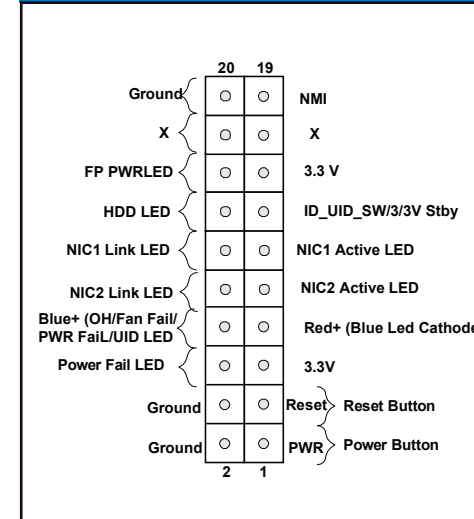 20 19
Ground NMI
X X
FP PWRLED 3.3 V
HDD LED ID_UID_SW/3/3V Stby
NIC1 Link LED NIC1 Active LED
NIC2 Link LED NIC2 Active LED
Blue+ (OH/Fan Fail/
PWR FaiL/UID LED Red+ (Blue Led Cathode
Power Fail LED 3.3V
Ground Reset Reset Button
Ground PWR Power Button
2 1